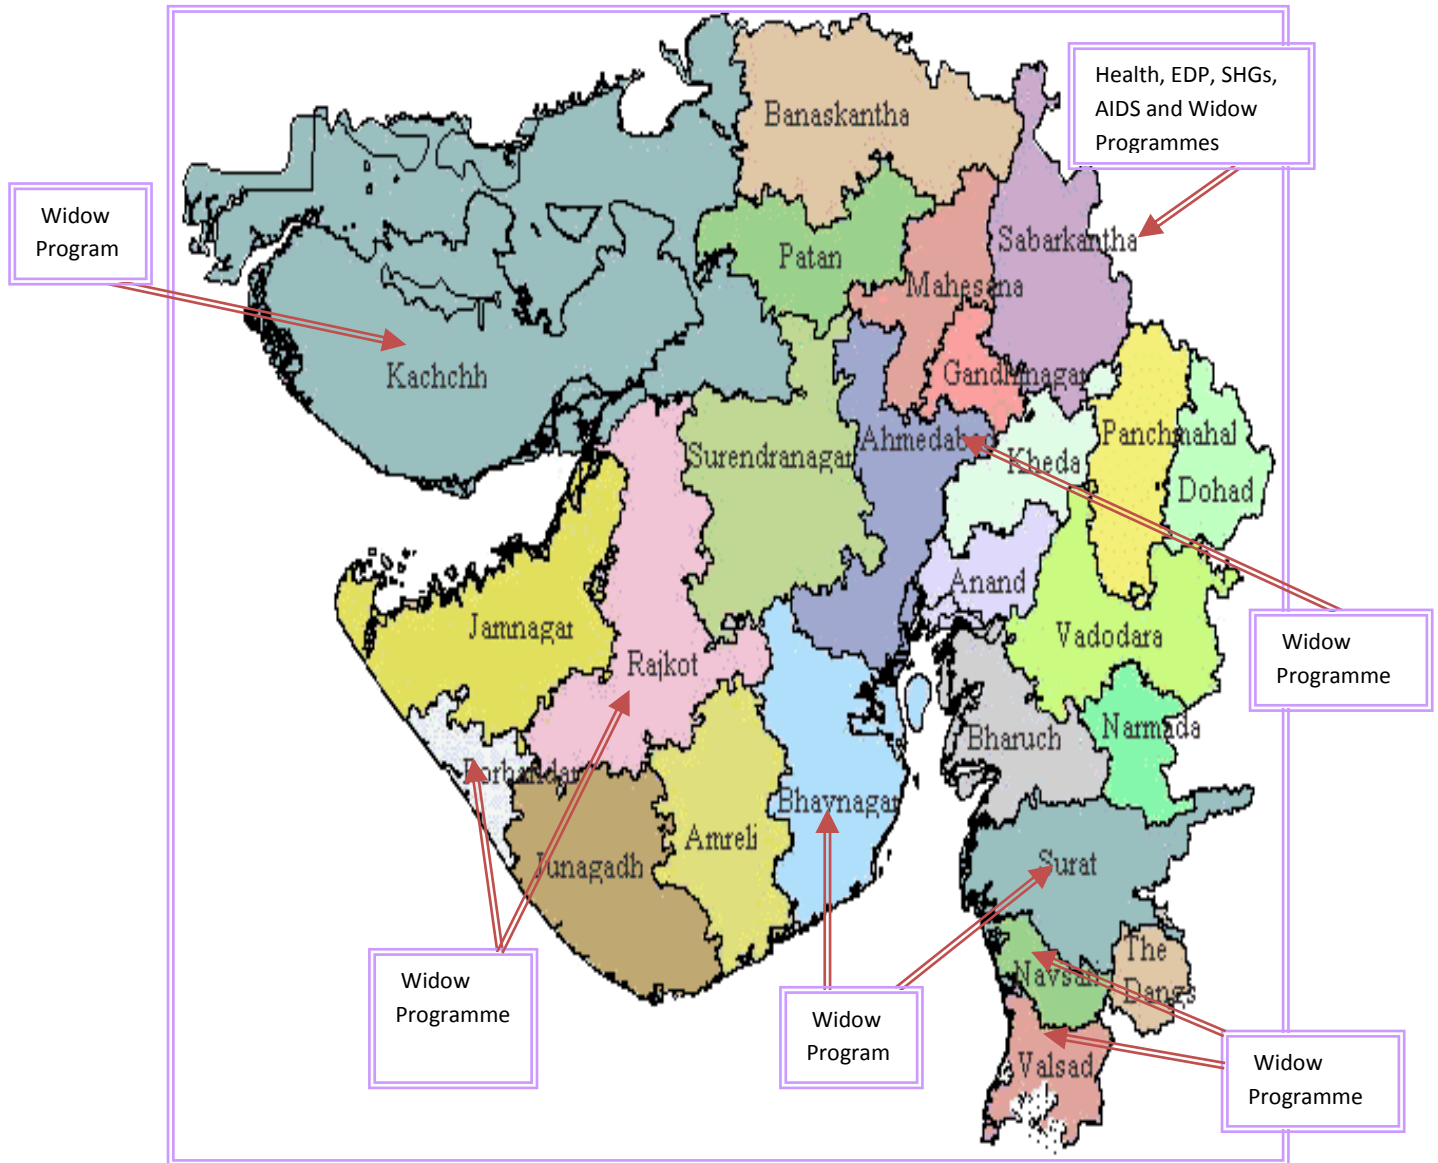 Health, EDP, SHGs,
AIDS and Widow
Programmes
Banaskantha
Widow
Program
Sabarkantha
Patan
Mahesana
Kachchh
Gandhinagar
Ahmedabad
Panchmahal
Surendranagar
Kheda
Dohad
Anand
Jamnagar
Vadodara
Widow
Programme
Rajkot
Narmada
Bharuch
Porbandar
Bhavnagar
Amreli
Surat
Junagadh
The
Dangs
Navsari
Widow
Programme
Widow
Program
Valsad
Widow
Programme